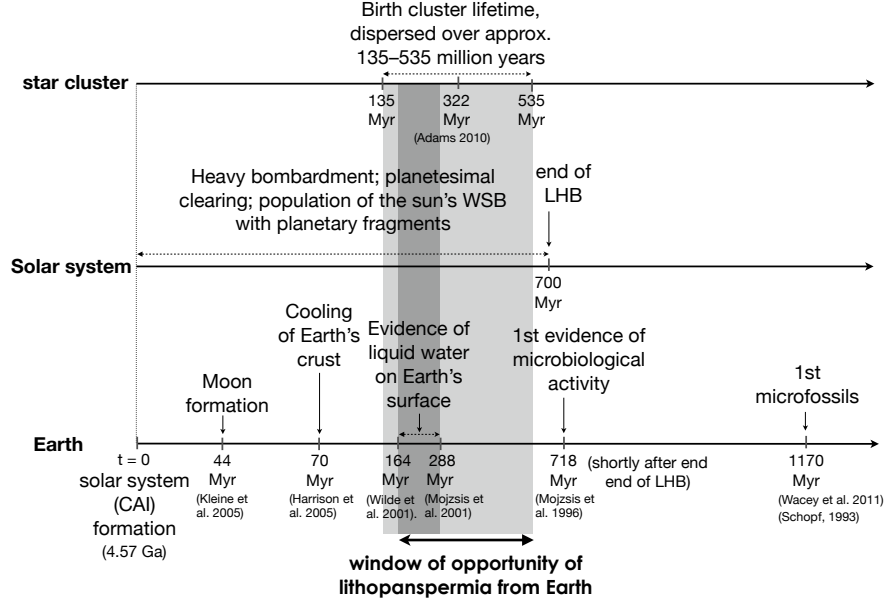 Birth cluster lifetime,
dispersed over approx.
135–535 million years
star cluster
135
Myr
322
Myr
535
Myr
(Adams 2010)
Heavy bombardment; planetesimal
clearing; population of the sun's WSB
with planetary fragments
end of
LHB
Solar system
700
Myr
Cooling
of Earth's
crust
Evidence of
liquid water
on Earth's
surface
1st evidence of
microbiological
activity
Moon
formation
1st
microfossils
Earth
t = 0
solar system
(CAI)
formation
(4.57 Ga)
44
Myr
(Kleine et
al. 2005)
70
Myr
(Harrison et
al. 2005)
164
Myr
(Wilde et
al. 2001).
288
Myr
(Mojzsis et
al. 2001)
718
Myr
(Mojzsis et
al. 1996)
(shortly after end
end of LHB)
1170
Myr
(Wacey et al. 2011)
(Schopf, 1993)
window of opportunity of
lithopanspermia from Earth